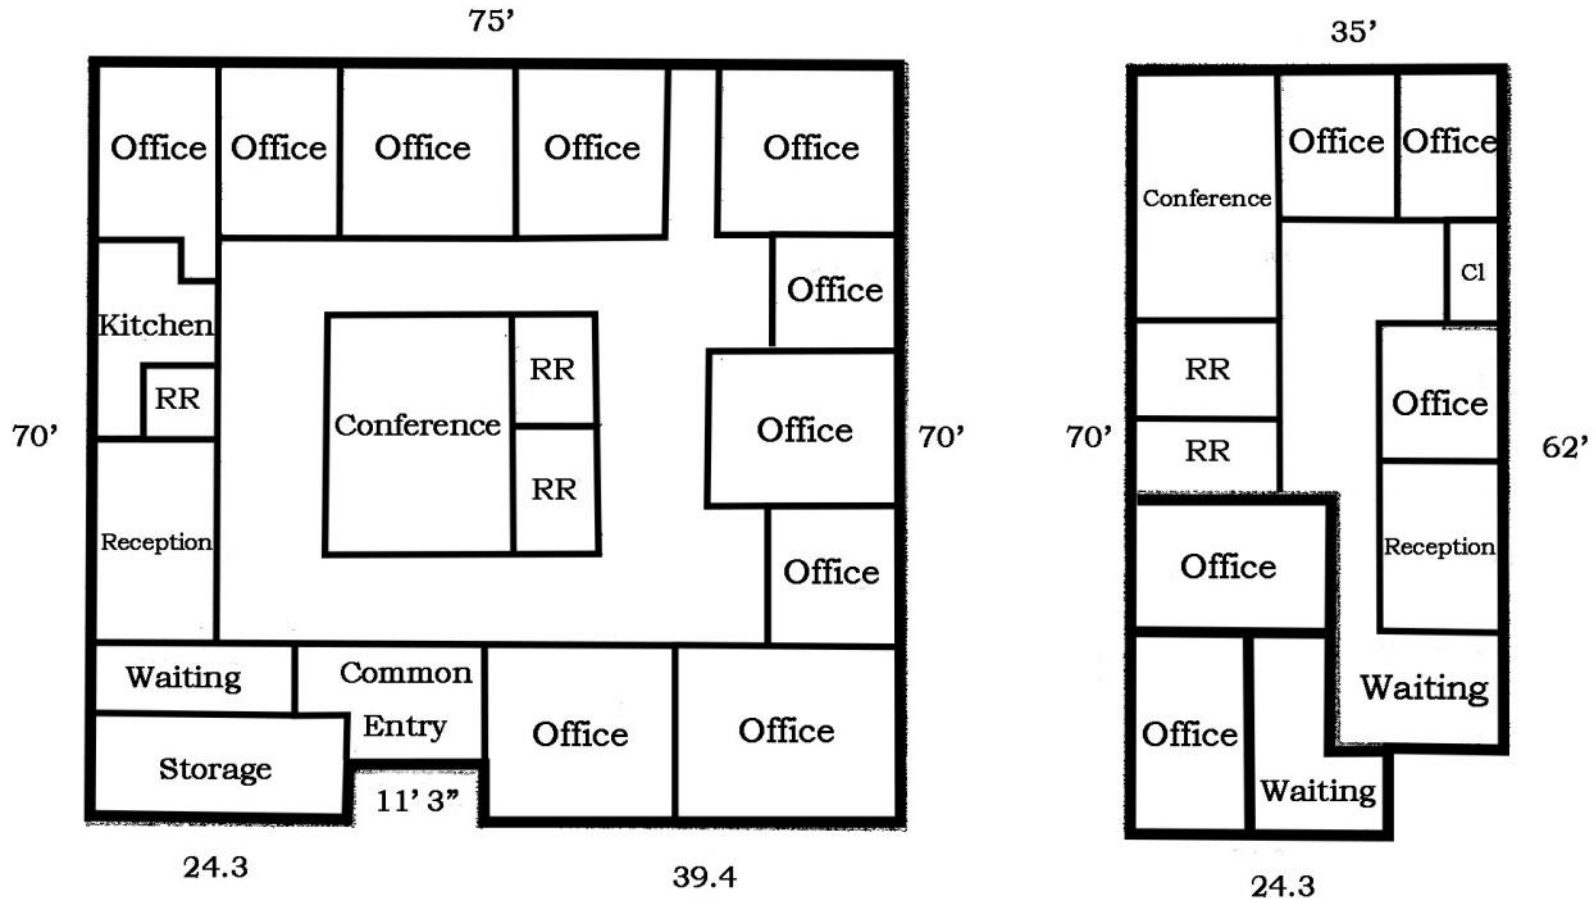 75’
35’
Office
Office
Office
Office
Office
Office
Kitchen
RR
RR
Conference
RR
Office
70’
70’
Reception
Office
Waiting
Common
Entry
Storage
11’ 3”
Office
Office
24.3
39.4
Office
Office
Conference
Cl
RR
Office
RR
70’
62’
Reception
Office
Waiting
Office
Waiting
24.3